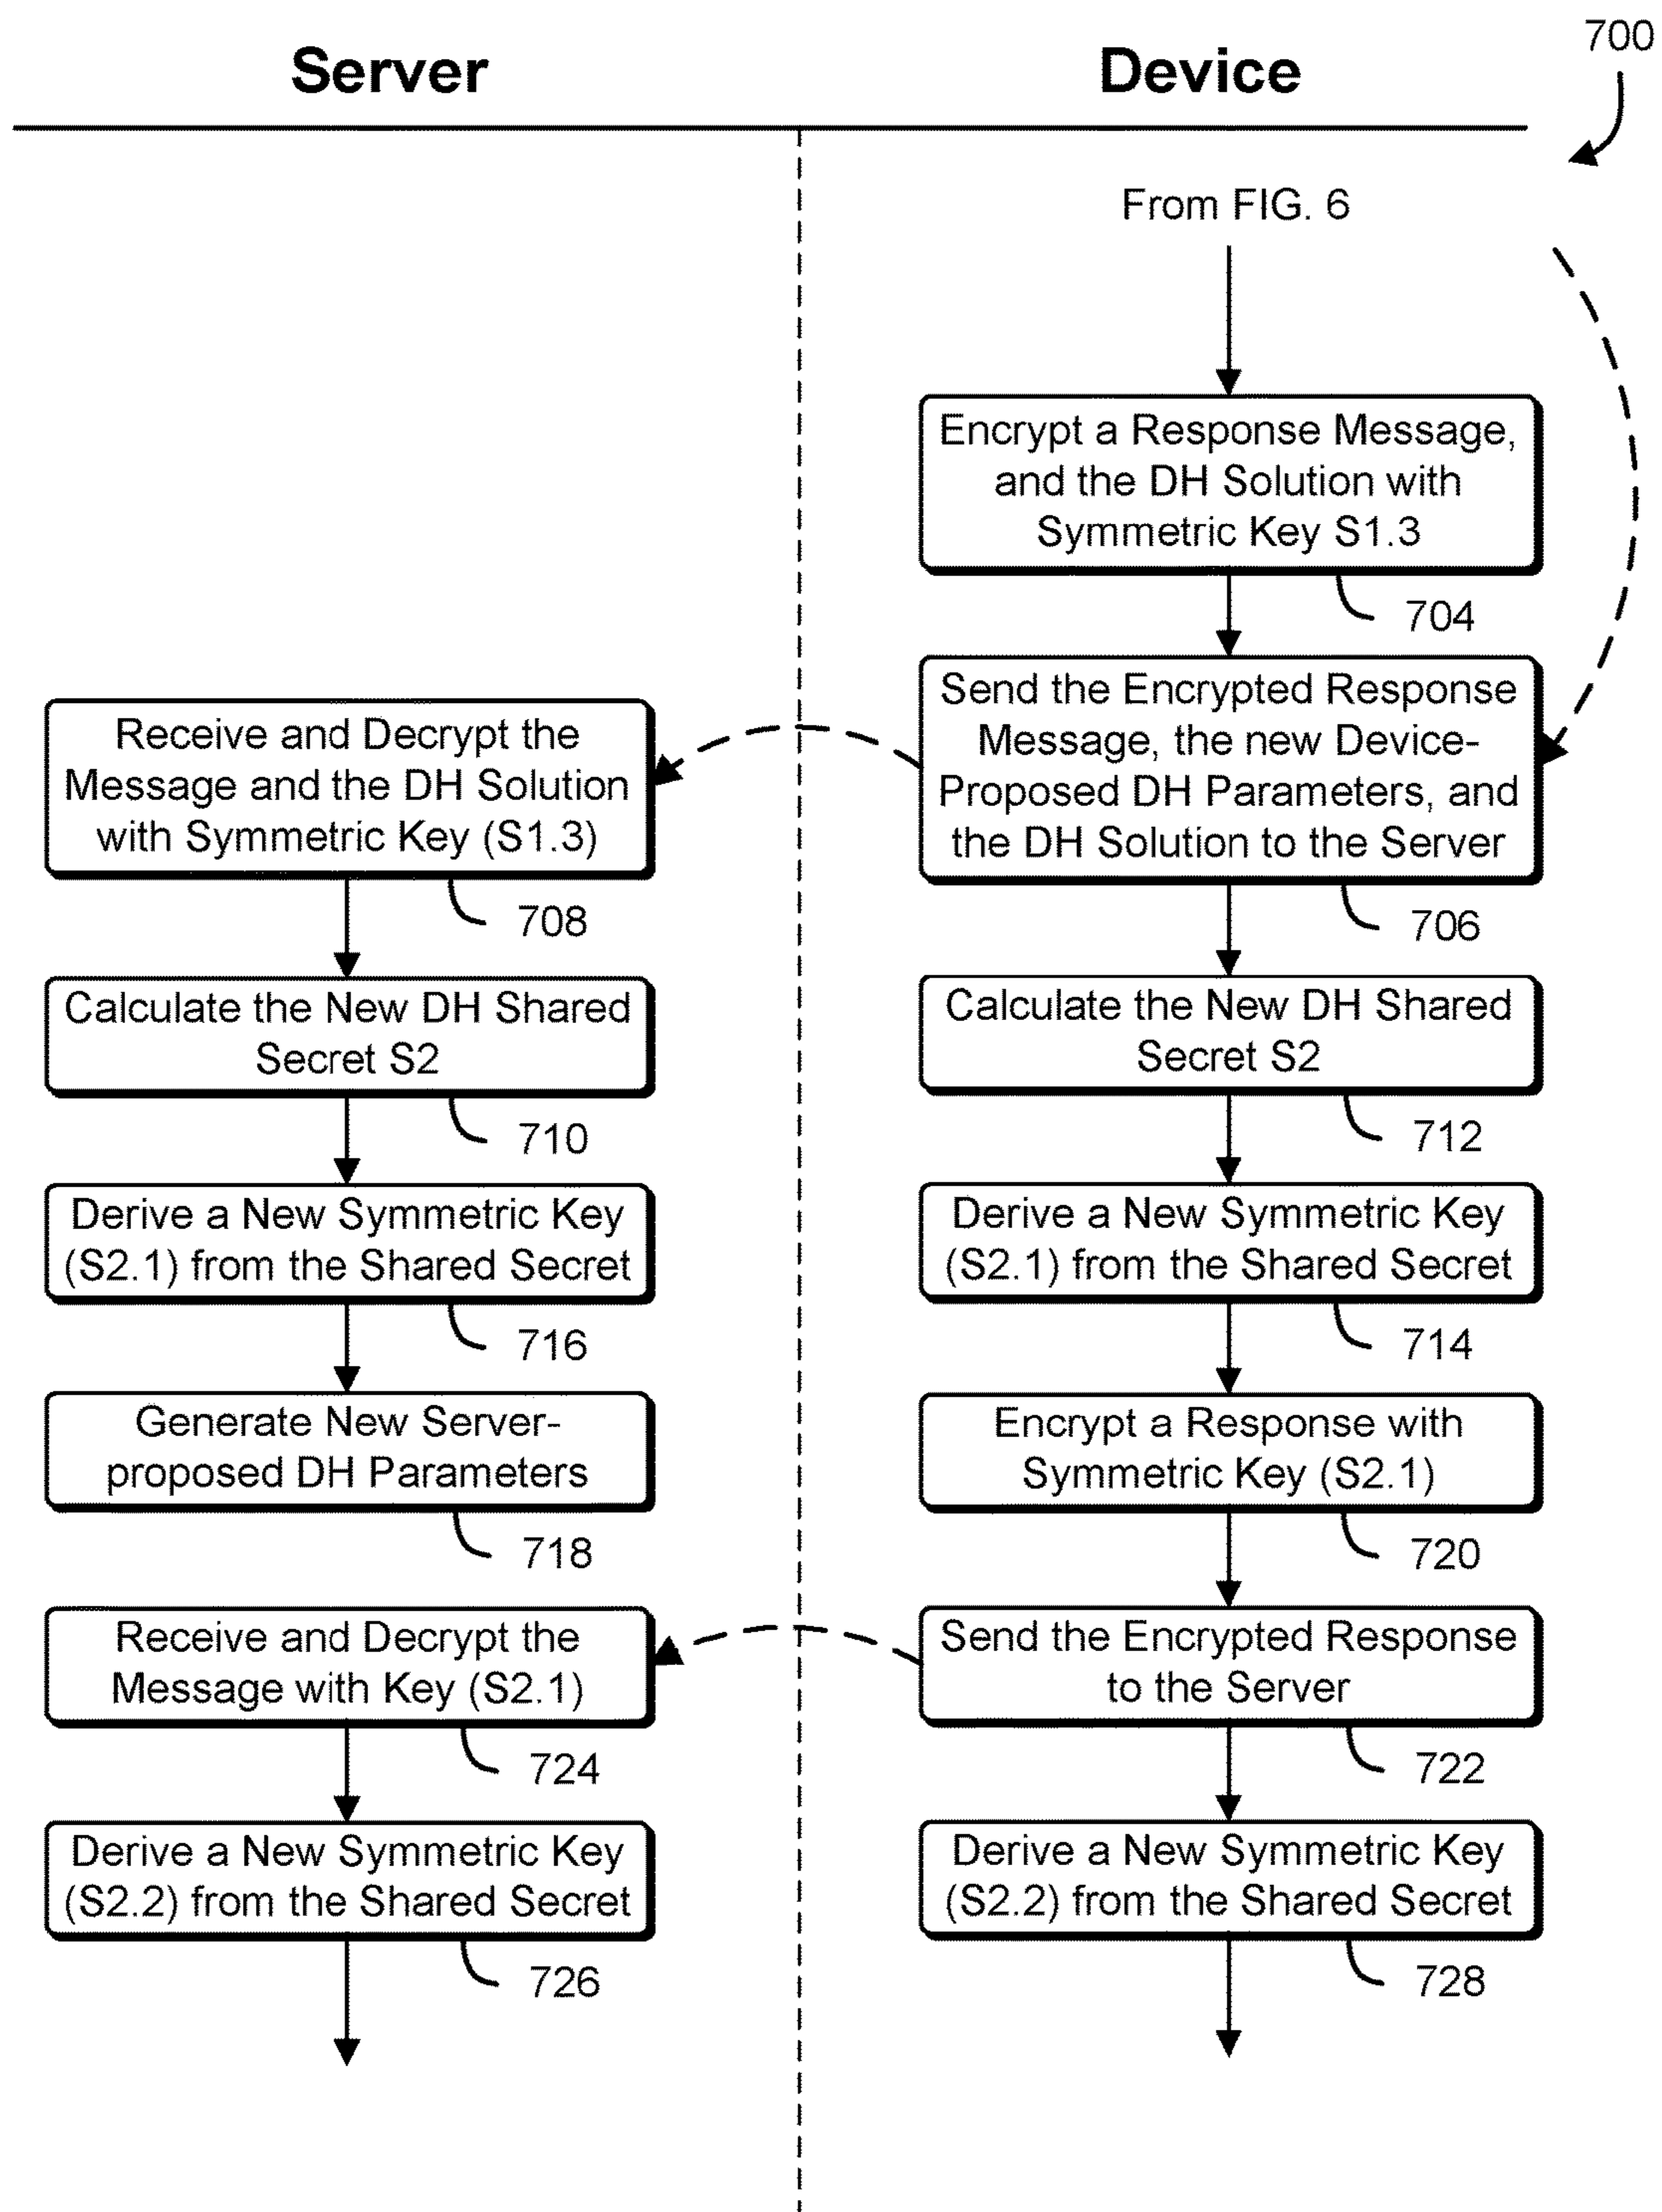 700
Server
Device
From FIG. 6
Encrypt a Response Message,
and the DH Solution with
Symmetric Key S1.3
704
Send the Encrypted Response
Message, the new Device-
Proposed DH Parameters, and
the DH Solution to the Server
706
Receive and Decrypt the
Message and the DH Solution
with Symmetric Key (S1.3)
708
Calculate the New DH Shared
Secret S2
710
Calculate the New DH Shared
Secret S2
712
Derive a New Symmetric Key
(S2.1) from the Shared Secret
716
Derive a New Symmetric Key
(S2.1) from the Shared Secret
714
Generate New Server-
proposed DH Parameters
718
Encrypt a Response with
Symmetric Key (S2.1)
720
Receive and Decrypt the
Message with Key (S2.1)
724
Send the Encrypted Response
to the Server
722
Derive a New Symmetric Key
(S2.2) from the Shared Secret
726
Derive a New Symmetric Key
(S2.2) from the Shared Secret
728